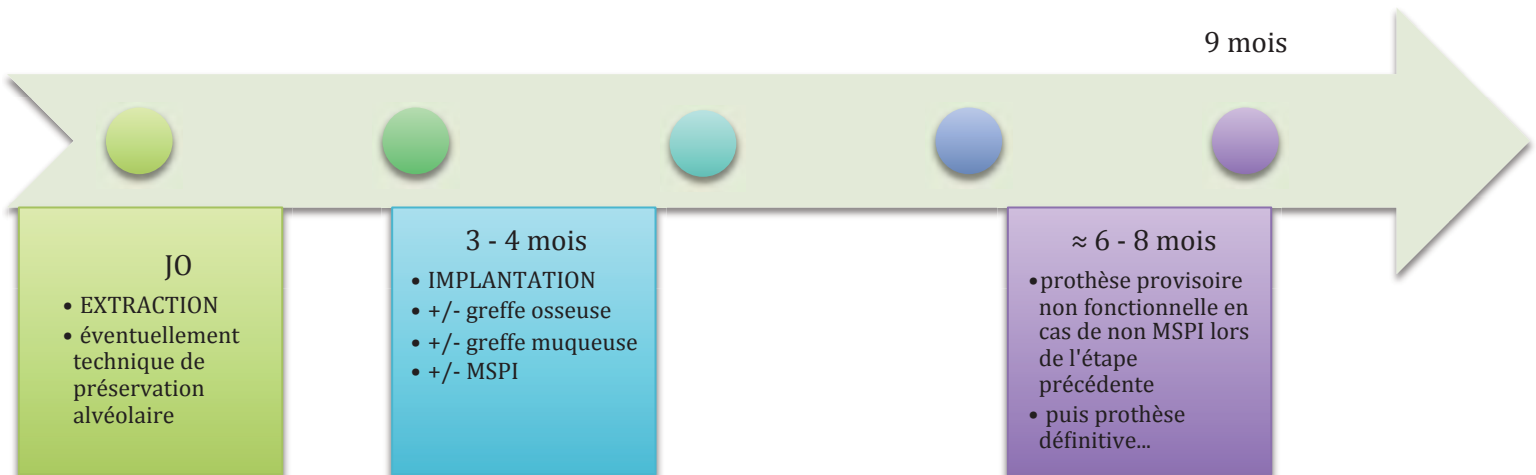 9 mois
JO
• EXTRACTION
• éventuellement
technique de
préservation
alvéolaire
3 - 4 mois
• IMPLANTATION
• +/- greffe osseuse
• +/- greffe muqueuse
• +/- MSPI
≈ 6 - 8 mois
•prothèse provisoire
non fonctionnelle en
cas de non MSPI lors
de l'étape
précédente
• puis prothèse
définitive...